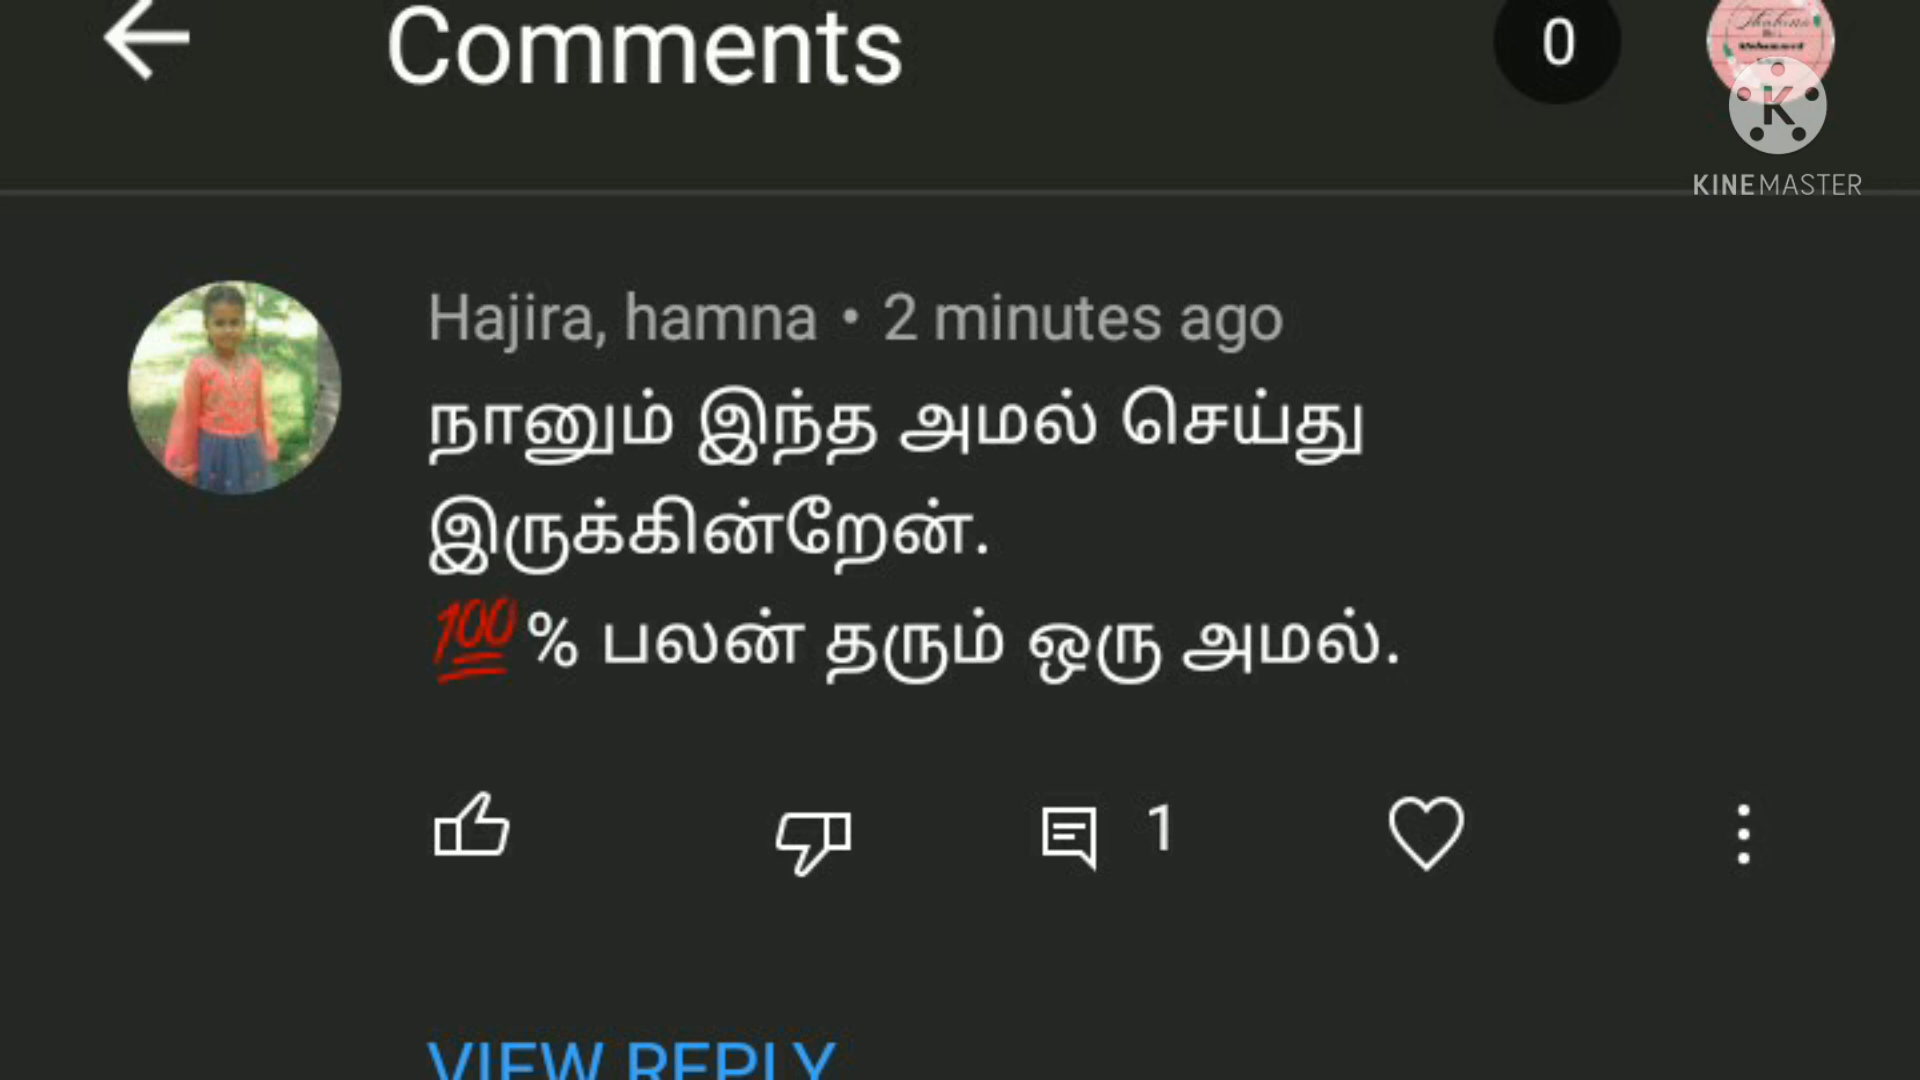 Comments
0
KINEMASTER
Hajira, hamna • 2 minutes ago
நானும் இந்த அமல் செய்து
இருக்கின்றேன்.
💯% பலன் தரும் ஒரு அமல்.
1
VIEW REPLY